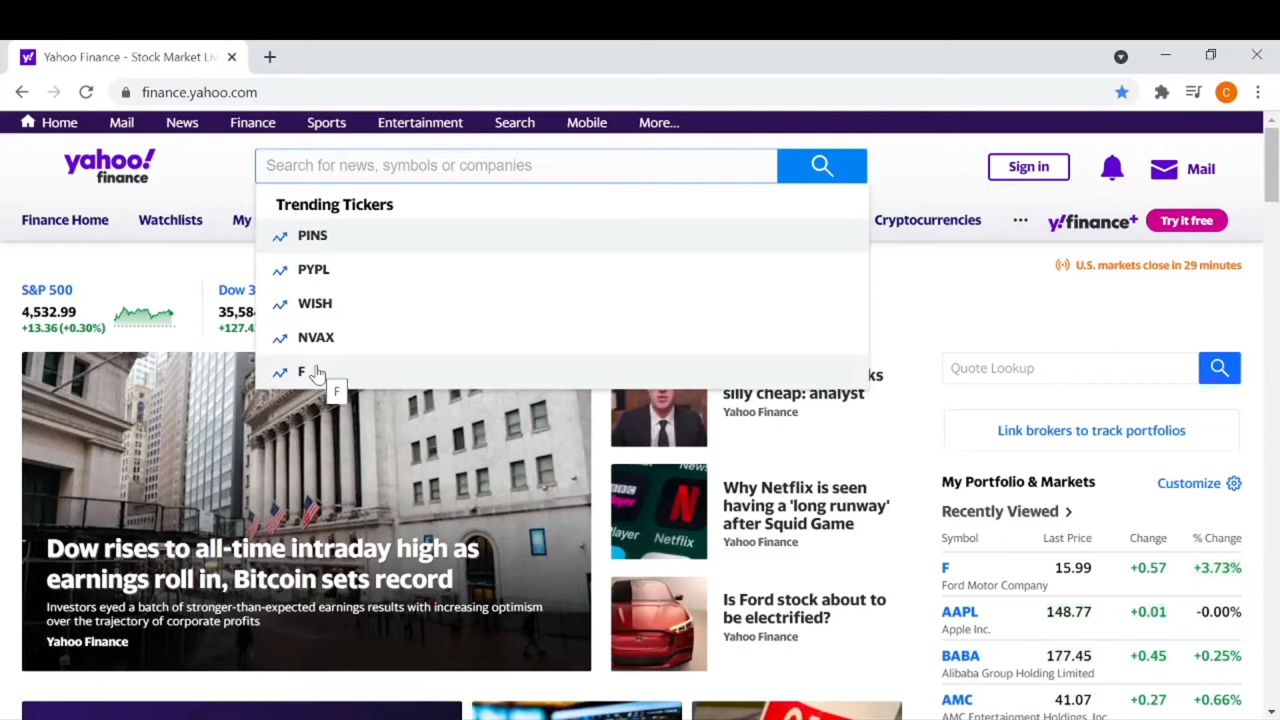 Yahoo Finance - Stock Market Liv
finance.yahoo.com
C
Home Mail News Finance Sports Entertainment Search Mobile More...
yahoo!
finance
Search for news, symbols or companies
Sign in
Mail
Finance Home Watchlists My Cryptocurrencies ... y!finance+ Try it free
Trending Tickers
PINS
PYPL
WISH
NVAX
F
F
U.S. markets close in 29 minutes
S&P 500
4,532.99
+13.36 (+0.30%)
Dow 3
35,58
+127.4
Dow rises to all-time intraday high as
earnings roll in, Bitcoin sets record
Investors eyed a batch of stronger-than-expected earnings results with increasing optimism
over the trajectory of corporate profits
Yahoo Finance
ks
silly cheap: analyst
Yahoo Finance
Why Netflix is seen
having a 'long runway'
after Squid Game
Yahoo Finance
News
BBC
Player
N
Netflix
Is Ford stock about to
be electrified?
Yahoo Finance
Quote Lookup
Link brokers to track portfolios
My Portfolio & Markets Customize
Recently Viewed >
Symbol Last Price Change % Change
F 15.99 +0.57 +3.73%
Ford Motor Company
AAPL 148.77 +0.01 -0.00%
Apple Inc.
BABA 177.45 +0.45 +0.25%
Alibaba Group Holding Limited
AMC 41.07 +0.27 +0.66%
AMC Entertainment Holdings, Inc